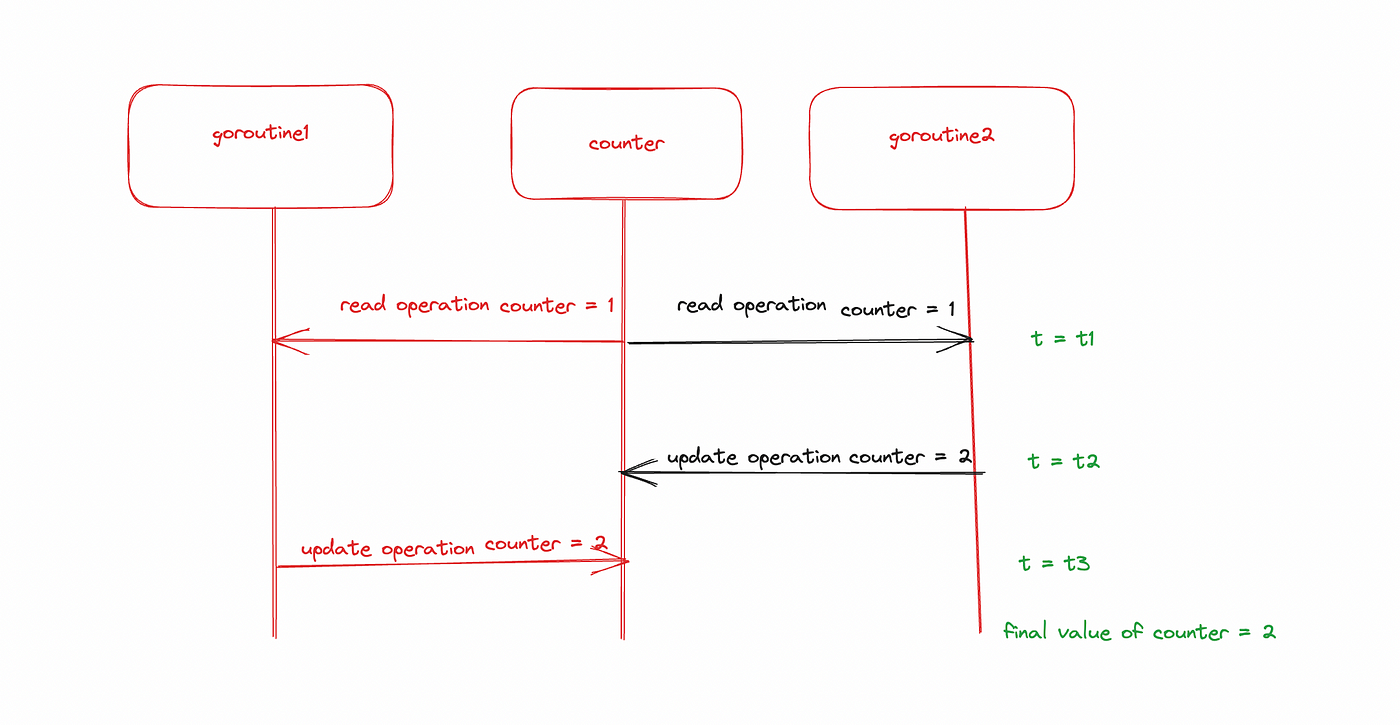 goroutine1
counter
goroutine2
read operation counter = 1
read operation counter = 1
t = t1
update operation counter = 2
t = t2
update operation counter = 2
t = t3
final value of counter = 2